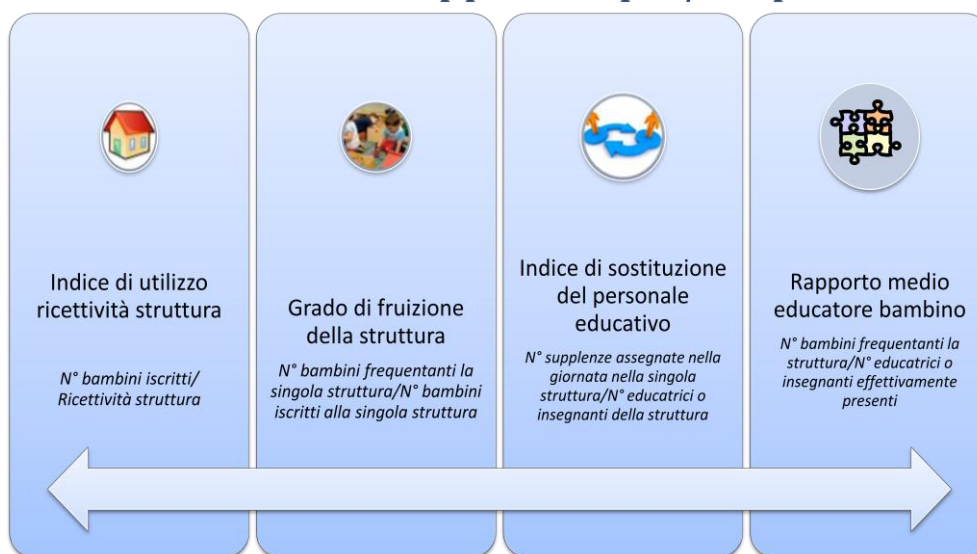 Indice di utilizzo
ricettività struttura
N° bambini iscritti/
Ricettività struttura
Grado di fruizione
della struttura
N° bambini frequentanti la
singola struttura/N° bambini
iscritti alla singola struttura
Indice di sostituzione
del personale
educativo
N° supplenze assegnate nella
giornata nella singola
struttura/N° educatrici o
insegnanti della struttura
Rapporto medio
educatore bambino
N° bambini frequentanti la
struttura/N° educatrici o
insegnanti effettivamente
presenti